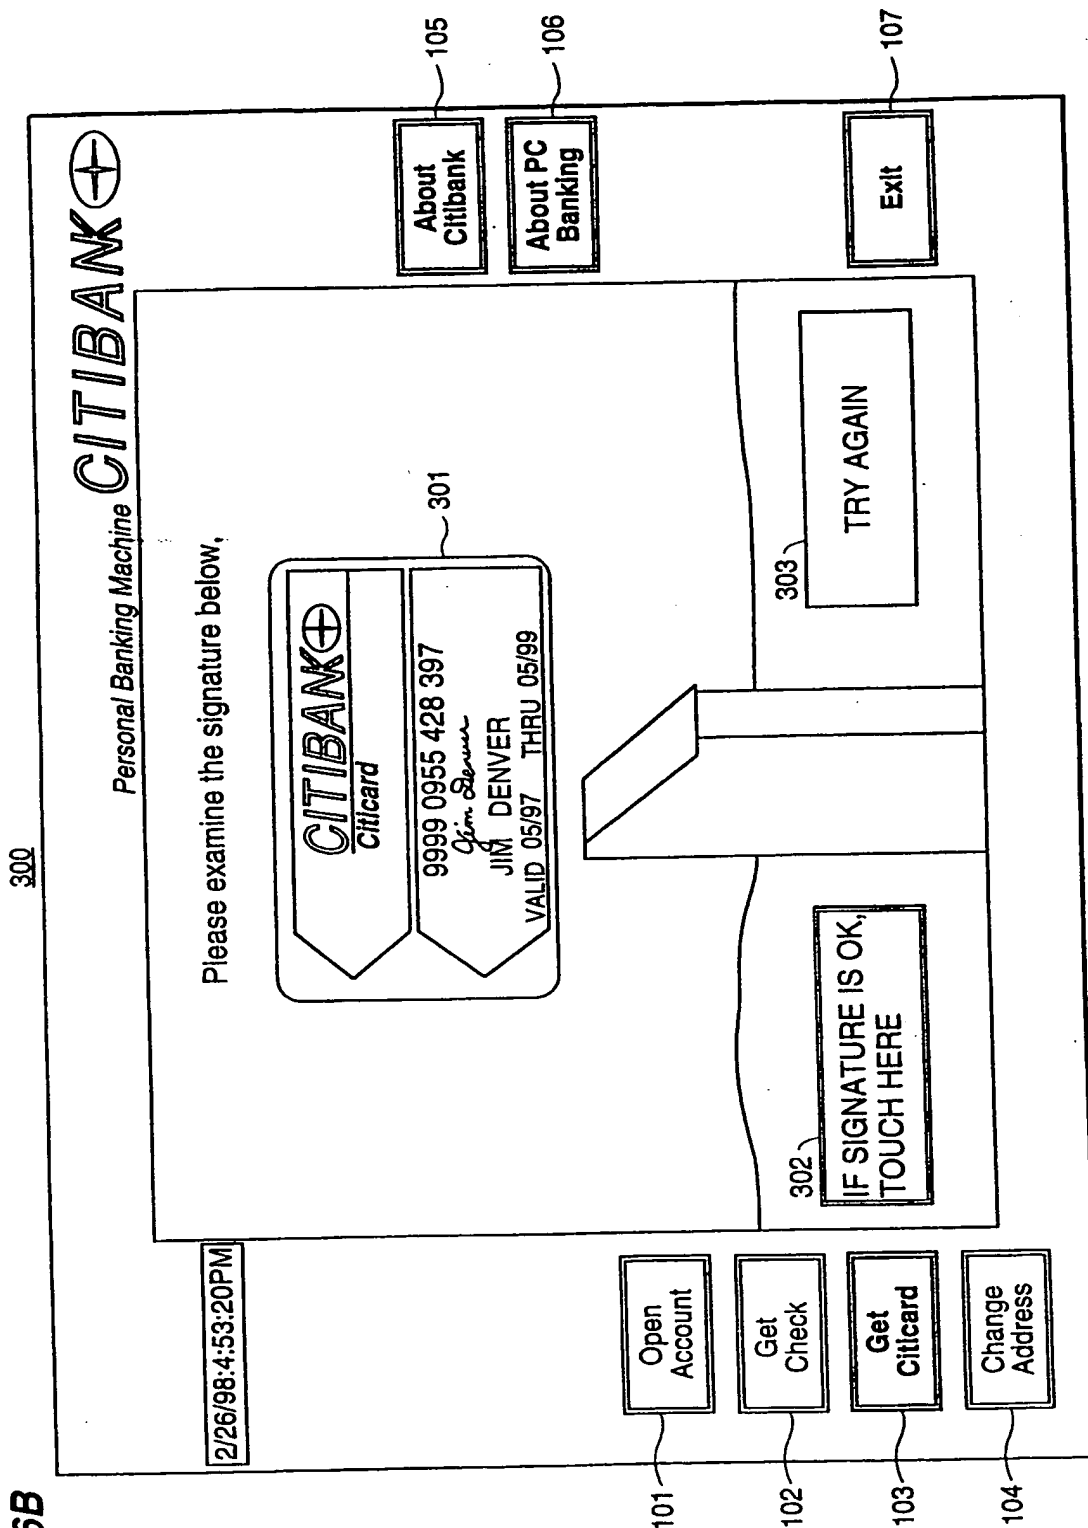 6B
300
Personal Banking Machine CITIBANK
2/26/98:4:53:20PM
Please examine the signature below,
CITIBANK
Citicard
301
9999 0955 428 397
Jim Denver
JIM DENVER
VALID 05/97 THRU 05/99
About
Citibank
105
About PC
Banking
106
101
Open
Account
102
Get
Check
103
Get
Citicard
104
Change
Address
302
IF SIGNATURE IS OK,
TOUCH HERE
303
TRY AGAIN
Exit
107